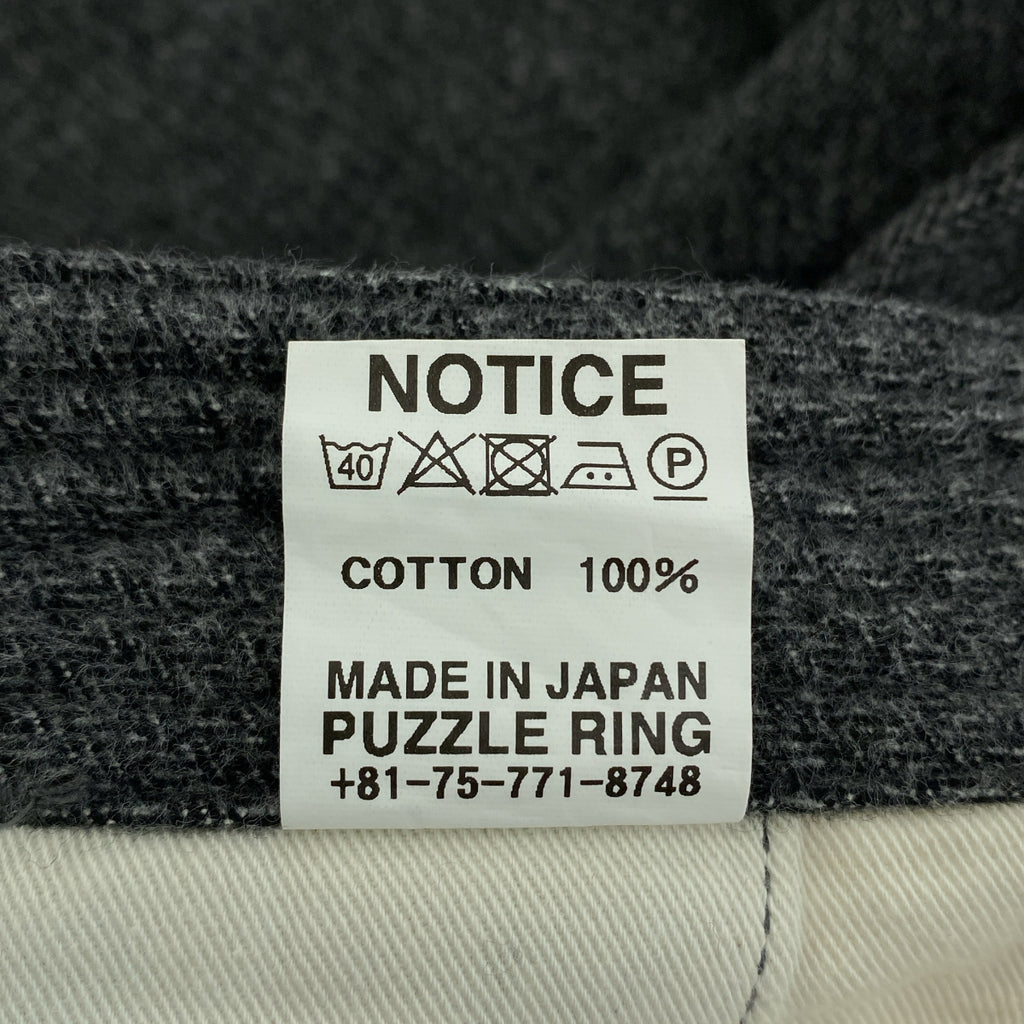 NOTICE
40 P
COTTON 100%
MADE IN JAPAN
PUZZLE RING
+81-75-771-8748